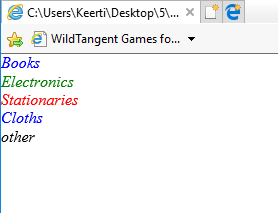 C:\Users\Keerti\Desktop\5\...
WildTangent Games fo...
Books
Electronics
Stationaries
Cloths
other